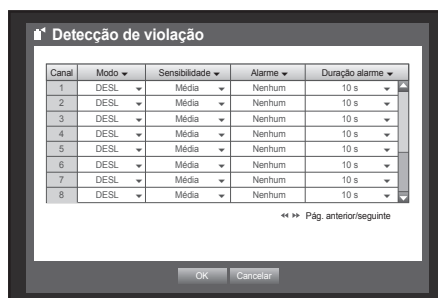 Detecção de violação
Canal Modo Sensibilidade Alarme Duração alarme
1 DESL Média Nenhum 10 s
2 DESL Média Nenhum 10 s
3 DESL Média Nenhum 10 s
4 DESL Média Nenhum 10 s
5 DESL Média Nenhum 10 s
6 DESL Média Nenhum 10 s
7 DESL Média Nenhum 10 s
8 DESL Média Nenhum 10 s
Pág. anterior/seguinte
OK Cancelar